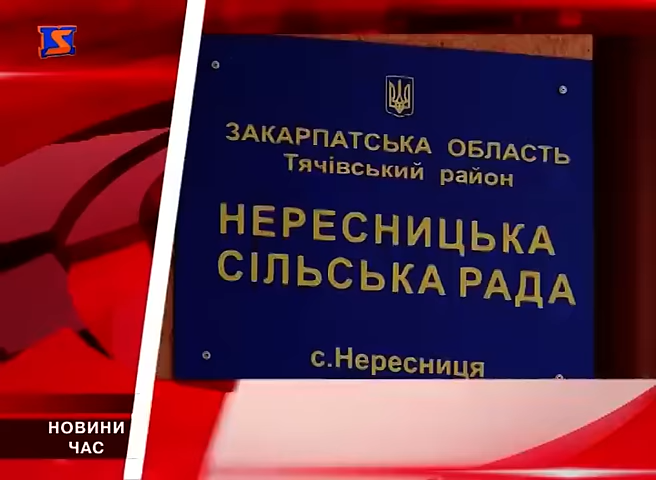 ЗАКАРПАТСЬКА ОБЛАСТЬ
Тячівський район
НЕРЕСНИЦЬКА
СІЛЬСЬКА РАДА
с.Нересниця
НОВИНИ
ЧАС